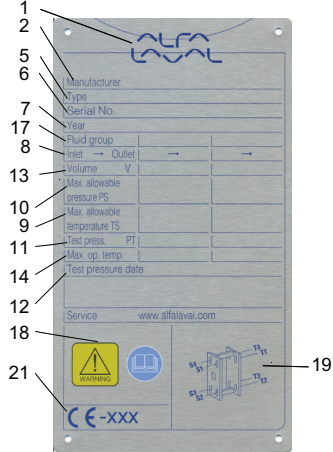 1
2
ALFA
LAVAL
5
6
Manufacturer
Type
Serial No.
7
Year
17
Fluid group
8
Inlet → Outlet → →
13
Volume V
10
Max. allowable
pressure PS
9
Max. allowable
temperature TS
11
Test press. PT
14
Max. op. temp.
12
Test pressure date
Service www.alfalaval.com
18
WARNING
S4
S1
T4
T1
19
S3
S2
T3
T2
21
CE-XXX